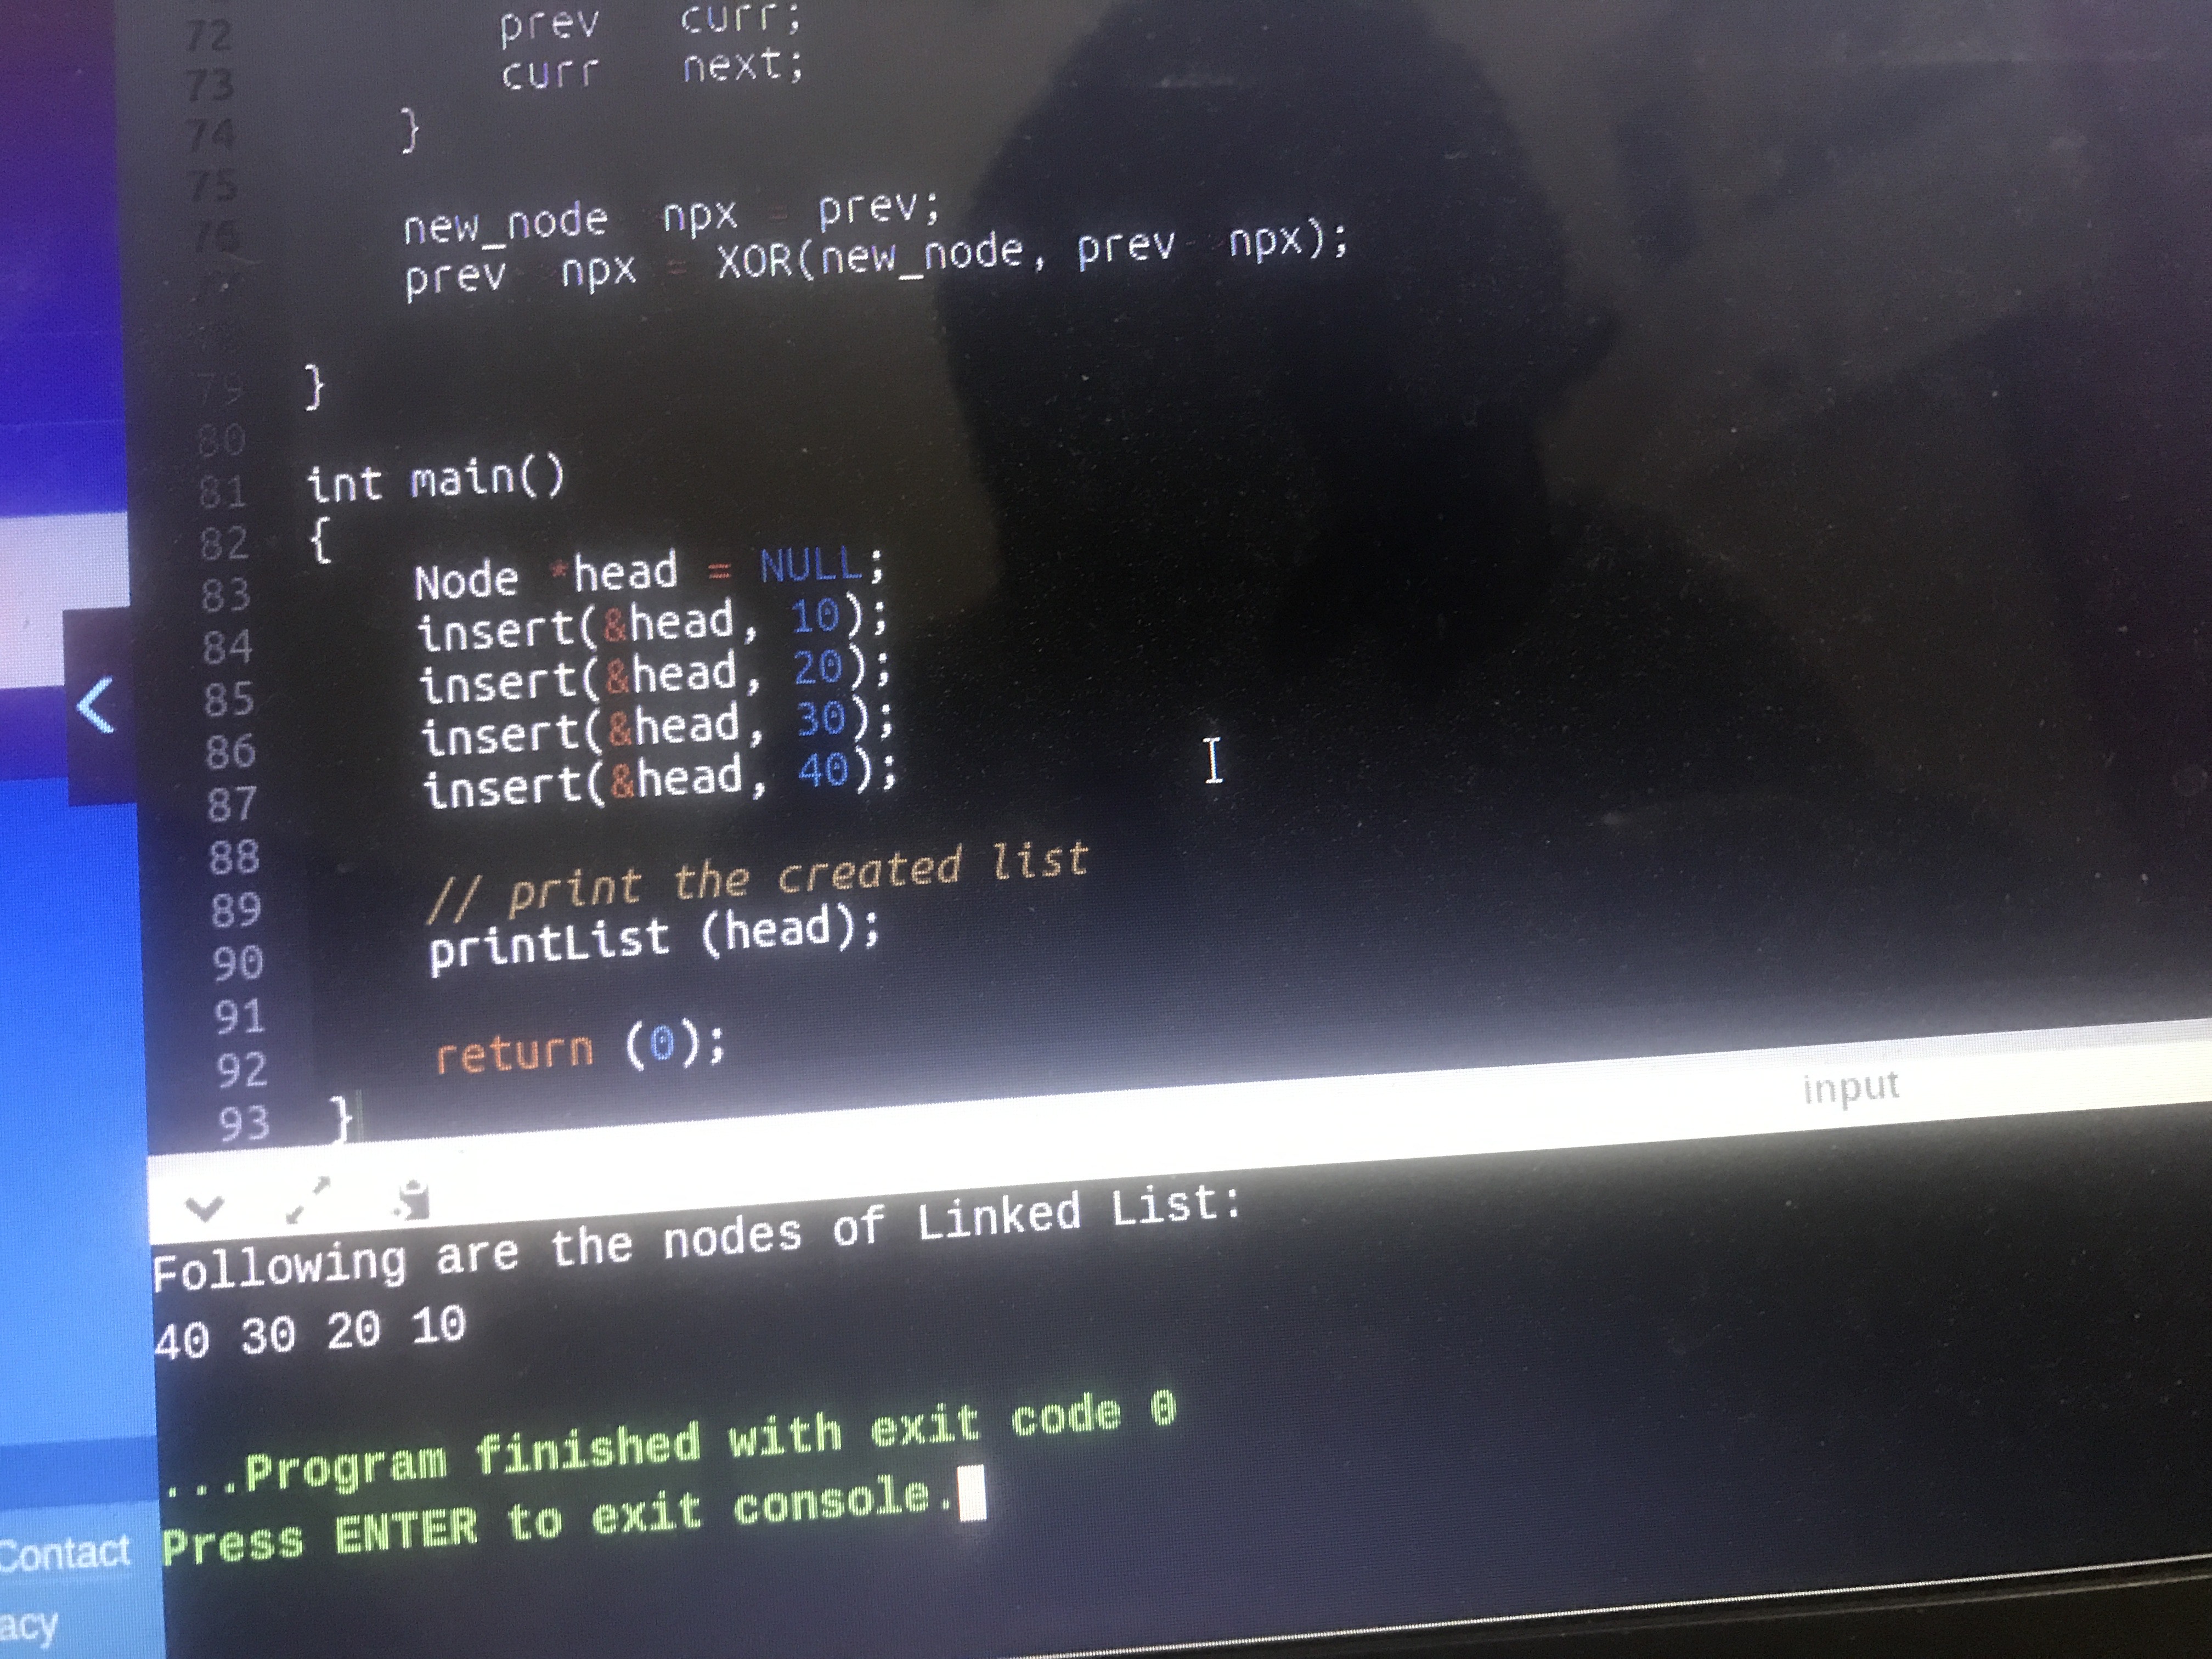 72 prev curr;
73 curr next;
74 }
75
76 new_node npx = prev;
prev npx = XOR(new_node, prev- npx);
79 }
80
81 int main()
82 {
83 Node *head = NULL;
84 insert(&head, 10);
85 insert(&head, 20);
86 insert(&head, 30);
87 insert(&head, 40);
88
89 // print the created list
90 printList (head);
91
92 return (0);
93 }
input
Following are the nodes of Linked List:
40 30 20 10
...Program finished with exit code 0
Press ENTER to exit console.
Contact
acy